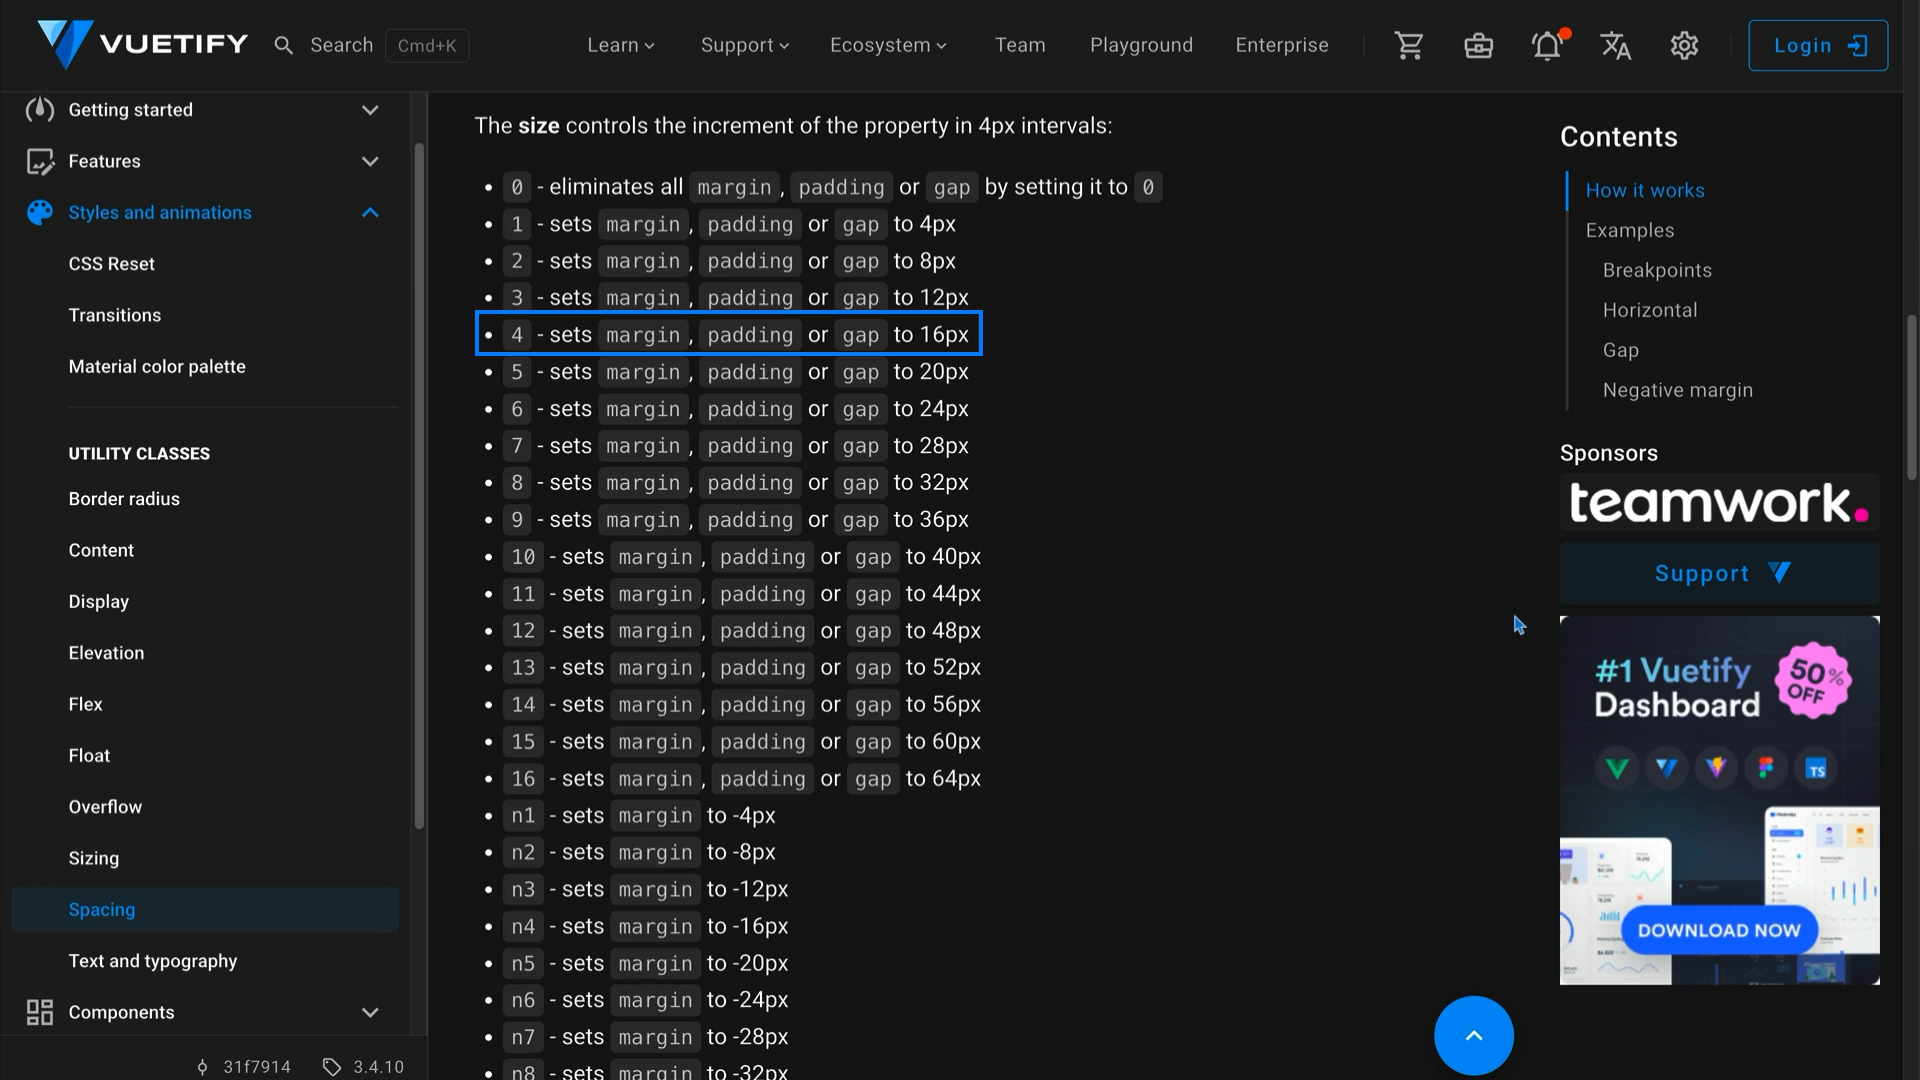 VUETIFY Search Cmd+K Learn Support Ecosystem Team Playground Enterprise Login
Getting started
Features
Styles and animations
CSS Reset
Transitions
Material color palette
UTILITY CLASSES
Border radius
Content
Display
Elevation
Flex
Float
Overflow
Sizing
Spacing
Text and typography
Components
31f7914 3.4.10
The size controls the increment of the property in 4px intervals:
• 0 - eliminates all margin, padding or gap by setting it to 0
• 1 - sets margin, padding or gap to 4px
• 2 - sets margin, padding or gap to 8px
• 3 - sets margin, padding or gap to 12px
• 4 - sets margin, padding or gap to 16px
• 5 - sets margin, padding or gap to 20px
• 6 - sets margin, padding or gap to 24px
• 7 - sets margin, padding or gap to 28px
• 8 - sets margin, padding or gap to 32px
• 9 - sets margin, padding or gap to 36px
• 10 - sets margin, padding or gap to 40px
• 11 - sets margin, padding or gap to 44px
• 12 - sets margin, padding or gap to 48px
• 13 - sets margin, padding or gap to 52px
• 14 - sets margin, padding or gap to 56px
• 15 - sets margin, padding or gap to 60px
• 16 - sets margin, padding or gap to 64px
• n1 - sets margin to -4px
• n2 - sets margin to -8px
• n3 - sets margin to -12px
• n4 - sets margin to -16px
• n5 - sets margin to -20px
• n6 - sets margin to -24px
• n7 - sets margin to -28px
• n8 - sets margin to -32px
Contents
How it works
Examples
Breakpoints
Horizontal
Gap
Negative margin
Sponsors
teamwork.
Support
#1 Vuetify
Dashboard
50%
OFF
TS
DOWNLOAD NOW